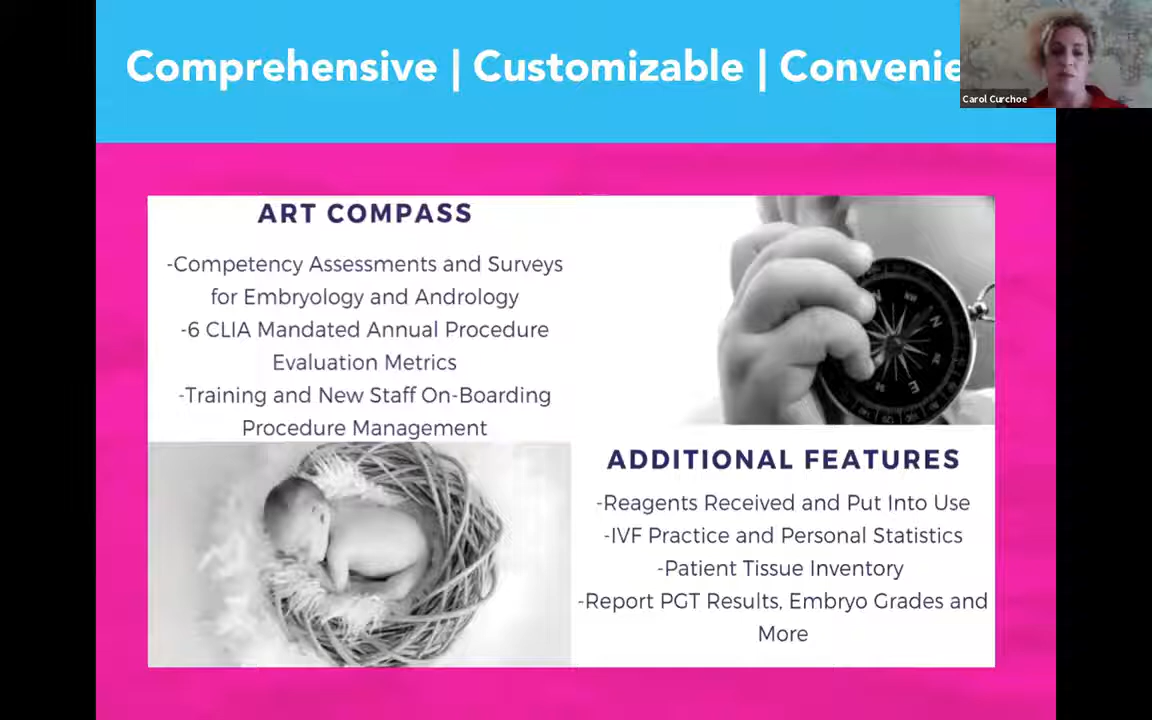 Comprehensive | Customizable | Convenie
Carol Curchoe
ART COMPASS
-Competency Assessments and Surveys
for Embryology and Andrology
-6 CLIA Mandated Annual Procedure
Evaluation Metrics
-Training and New Staff On-Boarding
Procedure Management
N
NW
E
SE
ADDITIONAL FEATURES
-Reagents Received and Put Into Use
-IVF Practice and Personal Statistics
-Patient Tissue Inventory
-Report PGT Results, Embryo Grades and
More